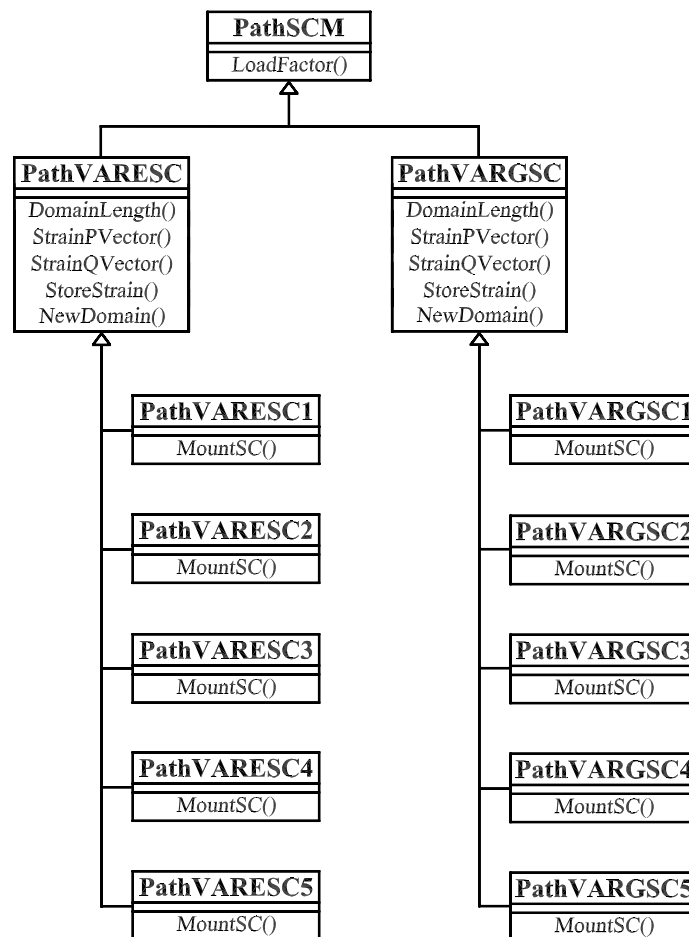 PathSCM
LoadFactor()
PathVARESC
DomainLength()
StrainPVector()
StrainQVector()
StoreStrain()
NewDomain()
PathVARGSC
DomainLength()
StrainPVector()
StrainQVector()
StoreStrain()
NewDomain()
PathVARESC1
MountSC()
PathVARESC2
MountSC()
PathVARESC3
MountSC()
PathVARESC4
MountSC()
PathVARESC5
MountSC()
PathVARGSC1
MountSC()
PathVARGSC2
MountSC()
PathVARGSC3
MountSC()
PathVARGSC4
MountSC()
PathVARGSC5
MountSC()